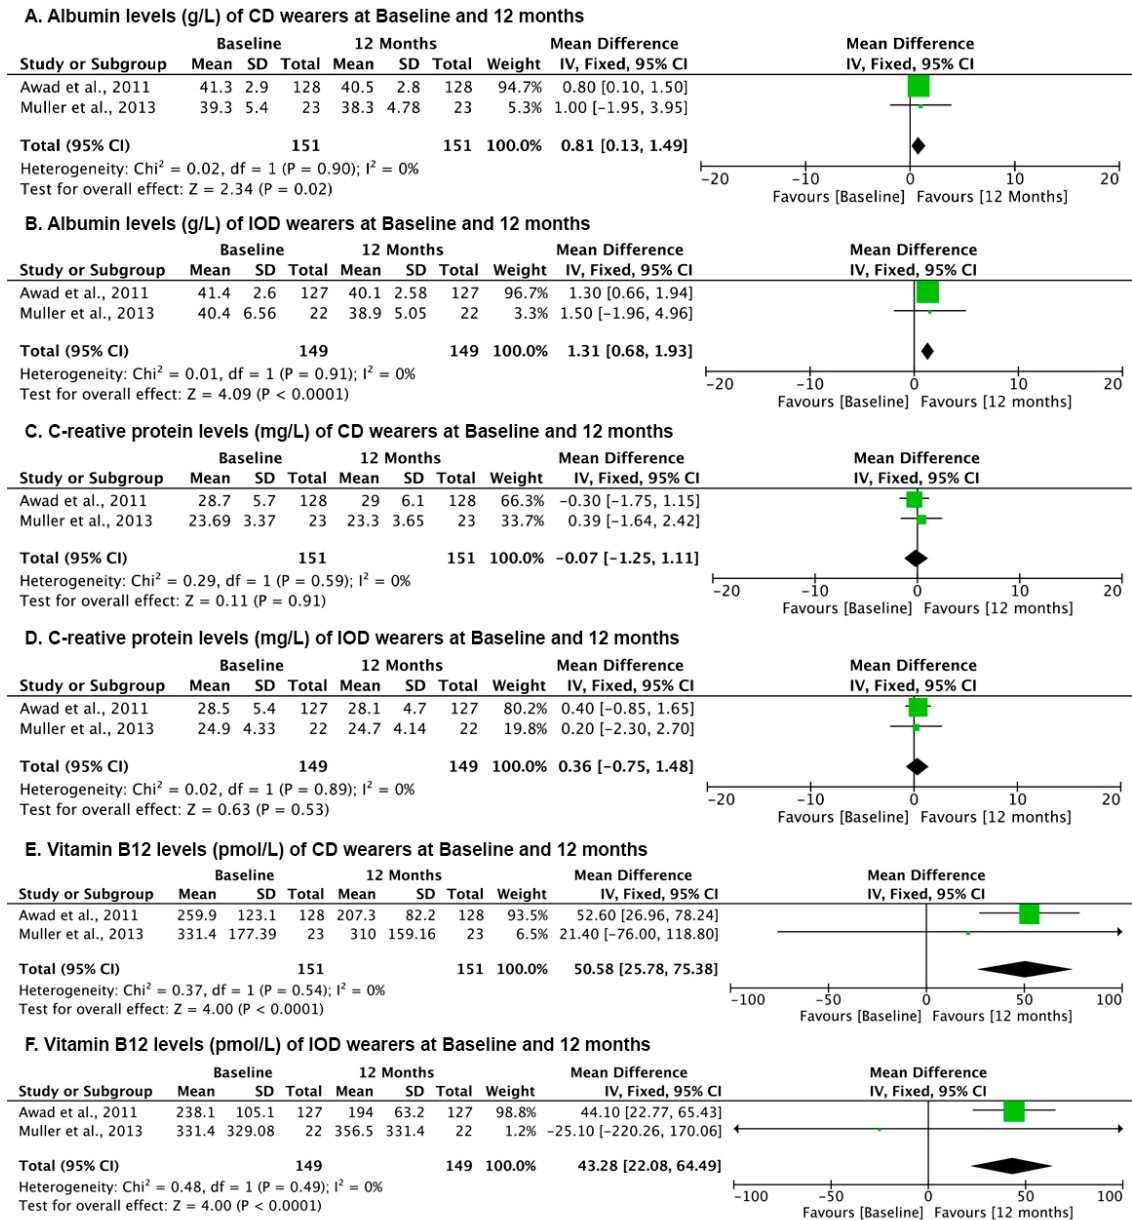 A. Albumin levels (g/L) of CD wearers at Baseline and 12 months
Baseline 12 Months Mean Difference Mean Difference
Study or Subgroup Mean SD Total Mean SD Total Weight IV, Fixed, 95% CI IV, Fixed, 95% CI
Awad et al., 2011 41.3 2.9 128 40.5 2.8 128 94.7% 0.80 [0.10, 1.50]
Muller et al., 2013 39.3 5.4 23 38.3 4.78 23 5.3% 1.00 [-1.95, 3.95]
Total (95% CI) 151 151 100.0% 0.81 [0.13, 1.49]
Heterogeneity: Chi² = 0.02, df = 1 (P = 0.90); I² = 0%
Test for overall effect: Z = 2.34 (P = 0.02)
-20 -10 0 10 20
Favours [Baseline] Favours [12 Months]
B. Albumin levels (g/L) of IOD wearers at Baseline and 12 months
Baseline 12 Months Mean Difference Mean Difference
Study or Subgroup Mean SD Total Mean SD Total Weight IV, Fixed, 95% CI IV, Fixed, 95% CI
Awad et al., 2011 41.4 2.6 127 40.1 2.58 127 96.7% 1.30 [0.66, 1.94]
Muller et al., 2013 40.4 6.56 22 38.9 5.05 22 3.3% 1.50 [-1.96, 4.96]
Total (95% CI) 149 149 100.0% 1.31 [0.68, 1.93]
Heterogeneity: Chi² = 0.01, df = 1 (P = 0.91); I² = 0%
Test for overall effect: Z = 4.09 (P < 0.0001)
-20 -10 0 10 20
Favours [Baseline] Favours [12 months]
C. C-reative protein levels (mg/L) of CD wearers at Baseline and 12 months
Baseline 12 Months Mean Difference Mean Difference
Study or Subgroup Mean SD Total Mean SD Total Weight IV, Fixed, 95% CI IV, Fixed, 95% CI
Awad et al., 2011 28.7 5.7 128 29 6.1 128 66.3% -0.30 [-1.75, 1.15]
Muller et al., 2013 23.69 3.37 23 23.3 3.65 23 33.7% 0.39 [-1.64, 2.42]
Total (95% CI) 151 151 100.0% -0.07 [-1.25, 1.11]
Heterogeneity: Chi² = 0.29, df = 1 (P = 0.59); I² = 0%
Test for overall effect: Z = 0.11 (P = 0.91)
-20 -10 0 10 20
Favours [Baseline] Favours [12 months]
D. C-reative protein levels (mg/L) of IOD wearers at Baseline and 12 months
Baseline 12 Months Mean Difference Mean Difference
Study or Subgroup Mean SD Total Mean SD Total Weight IV, Fixed, 95% CI IV, Fixed, 95% CI
Awad et al., 2011 28.5 5.4 127 28.1 4.7 127 80.2% 0.40 [-0.85, 1.65]
Muller et al., 2013 24.9 4.33 22 24.7 4.14 22 19.8% 0.20 [-2.30, 2.70]
Total (95% CI) 149 149 100.0% 0.36 [-0.75, 1.48]
Heterogeneity: Chi² = 0.02, df = 1 (P = 0.89); I² = 0%
Test for overall effect: Z = 0.63 (P = 0.53)
-20 -10 0 10 20
Favours [Baseline] Favours [12 months]
E. Vitamin B12 levels (pmol/L) of CD wearers at Baseline and 12 months
Baseline 12 Months Mean Difference Mean Difference
Study or Subgroup Mean SD Total Mean SD Total Weight IV, Fixed, 95% CI IV, Fixed, 95% CI
Awad et al., 2011 259.9 123.1 128 207.3 82.2 128 93.5% 52.60 [26.96, 78.24]
Muller et al., 2013 331.4 177.39 23 310 159.16 23 6.5% 21.40 [-76.00, 118.80]
Total (95% CI) 151 151 100.0% 50.58 [25.78, 75.38]
Heterogeneity: Chi² = 0.37, df = 1 (P = 0.54); I² = 0%
Test for overall effect: Z = 4.00 (P < 0.0001)
-100 -50 0 50 100
Favours [Baseline] Favours [12 months]
F. Vitamin B12 levels (pmol/L) of IOD wearers at Baseline and 12 months
Baseline 12 Months Mean Difference Mean Difference
Study or Subgroup Mean SD Total Mean SD Total Weight IV, Fixed, 95% CI IV, Fixed, 95% CI
Awad et al., 2011 238.1 105.1 127 194 63.2 127 98.8% 44.10 [22.77, 65.43]
Muller et al., 2013 331.4 329.08 22 356.5 331.4 22 1.2% -25.10 [-220.26, 170.06]
Total (95% CI) 149 149 100.0% 43.28 [22.08, 64.49]
Heterogeneity: Chi² = 0.48, df = 1 (P = 0.49); I² = 0%
Test for overall effect: Z = 4.00 (P < 0.0001)
-100 -50 0 50 100
Favours [Baseline] Favours [12 months]